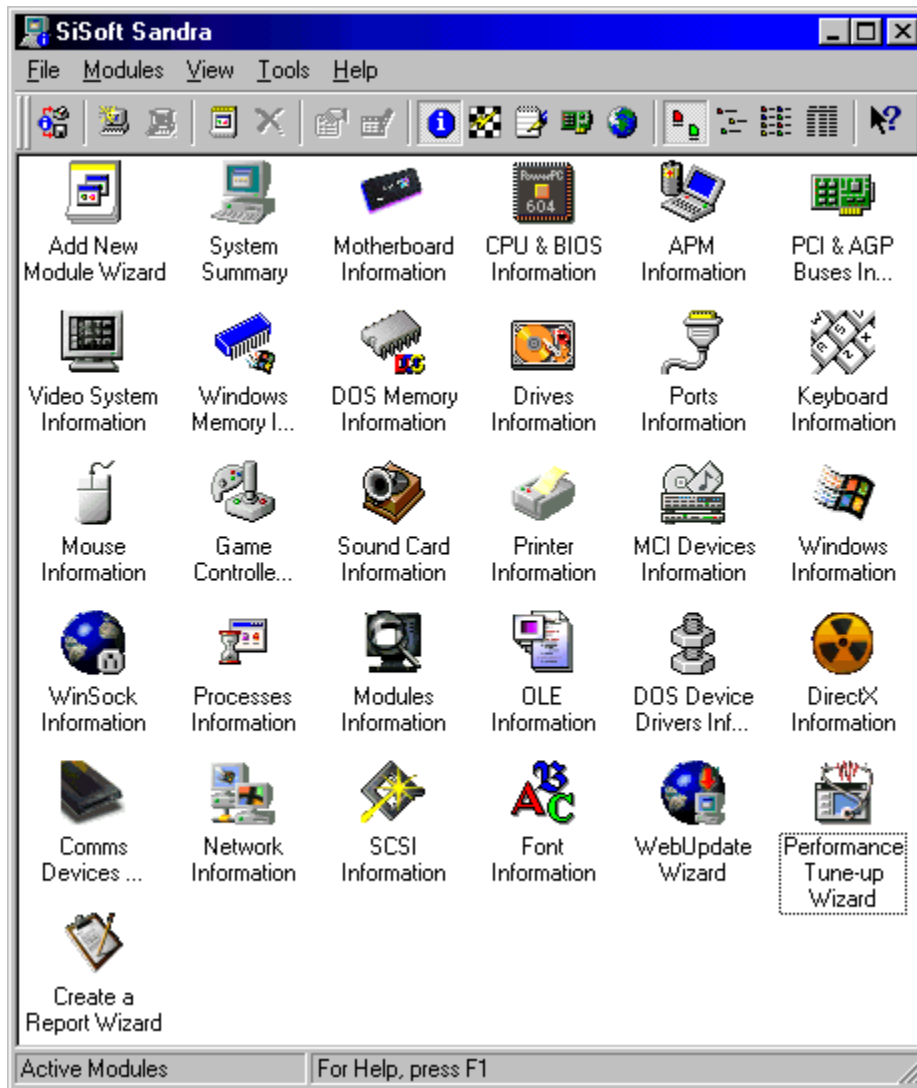 SiSoft Sandra
File Modules View Tools Help
Add New Module Wizard
System Summary
Motherboard Information
PowerPC 604
CPU & BIOS Information
APM Information
PCI & AGP Buses In...
Video System Information
Windows Memory I...
DOS Memory Information
Drives Information
Ports Information
Keyboard Information
Mouse Information
Game Controlle...
Sound Card Information
Printer Information
MCI Devices Information
Windows Information
WinSock Information
Processes Information
Modules Information
OLE Information
DOS Device Drivers Inf...
DirectX Information
Comms Devices ...
Network Information
SCSI Information
ABC
Font Information
WebUpdate Wizard
Performance Tune-up Wizard
Create a Report Wizard
Active Modules
For Help, press F1